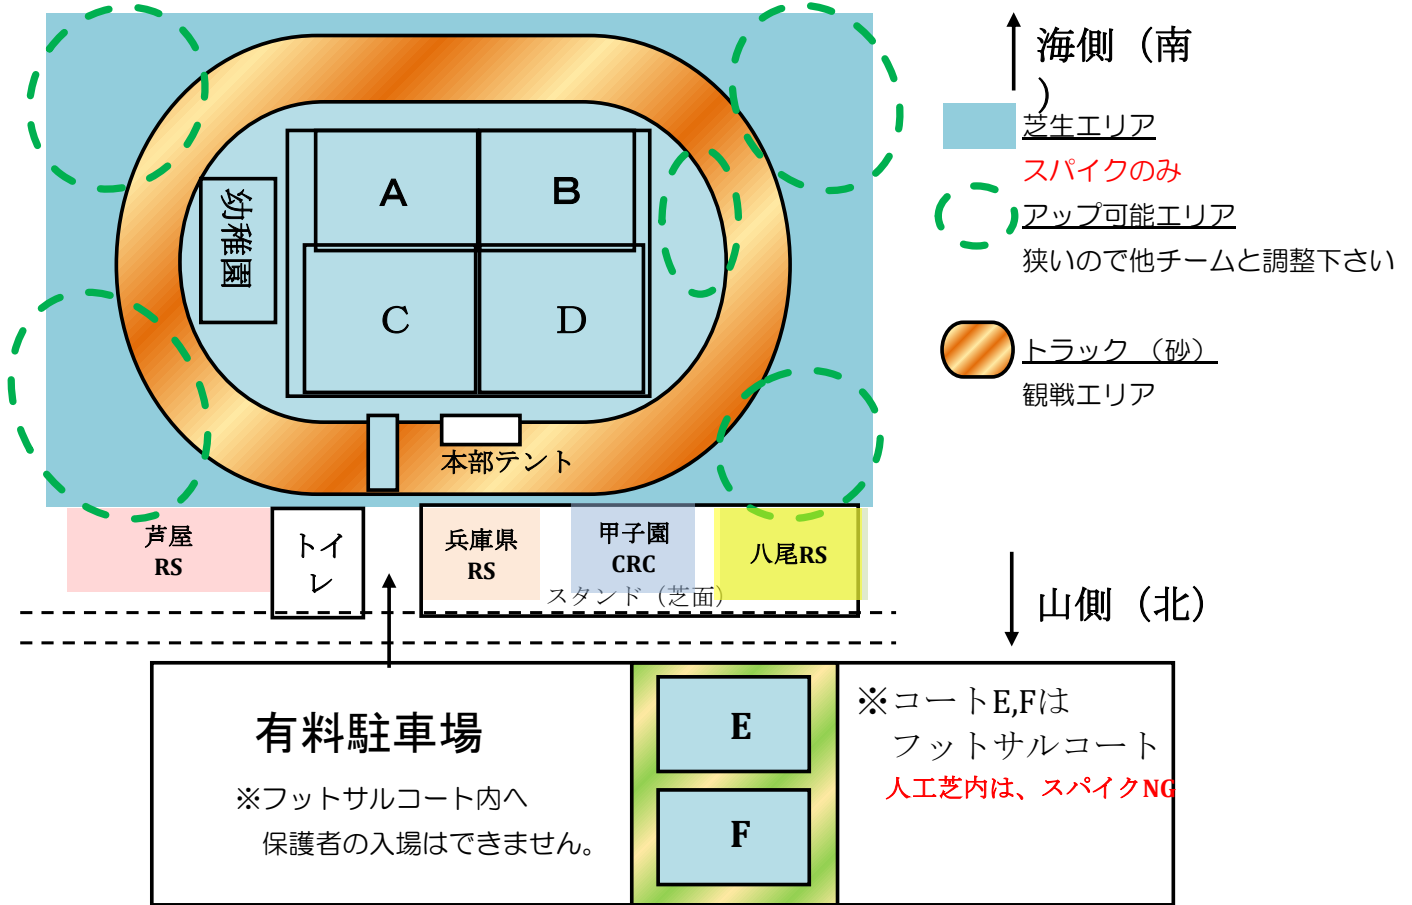 海側（南
）
芝生エリア
スパイクのみ
アップ可能エリア
狭いので他チームと調整下さい
トラック （砂）
観戦エリア
A
B
幼稚園
C
D
本部テント
芦屋
RS
トイ
レ
兵庫県
RS
甲子園
CRC
八尾RS
スタンド（芝面）
山側（北）
有料駐車場
※フットサルコート内へ
保護者の入場はできません。
E
F
※コートE,Fは
フットサルコート
人工芝内は、スパイクNG